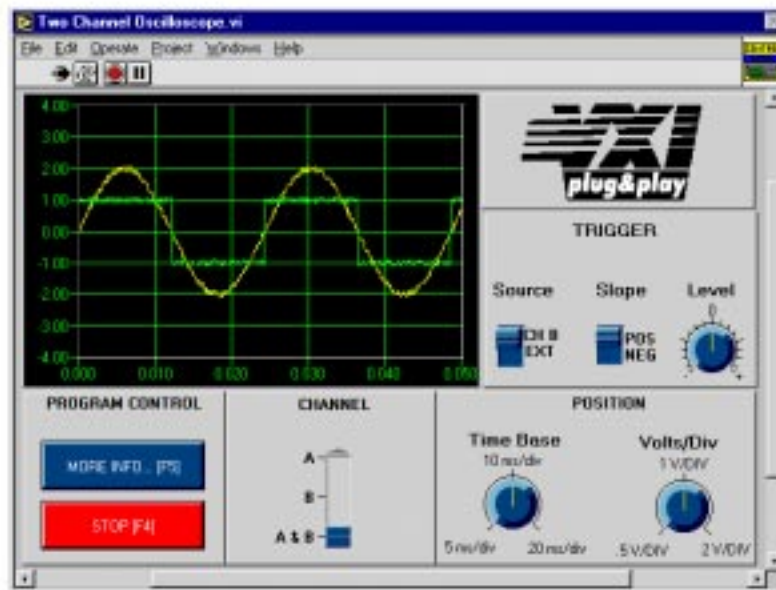 Two Channel Oscilloscope.vi
File Edit Operate Project Windows Help
4.00
3.00
2.00
1.00
0.00
-1.00
-2.00
-3.00
-4.00
0.000 0.010 0.020 0.030 0.040 0.050
VXI
plug&play
TRIGGER
Source Slope Level
0
CH B
EXT
POS
NEG
- +
PROGRAM CONTROL
MORE INFO... [F5]
STOP [F4]
CHANNEL
A
B
A & B
POSITION
Time Base Volts/Div
10 ms/div 1 V/DIV
5 ms/div 20 ms/div .5 V/DIV 2 V/DIV